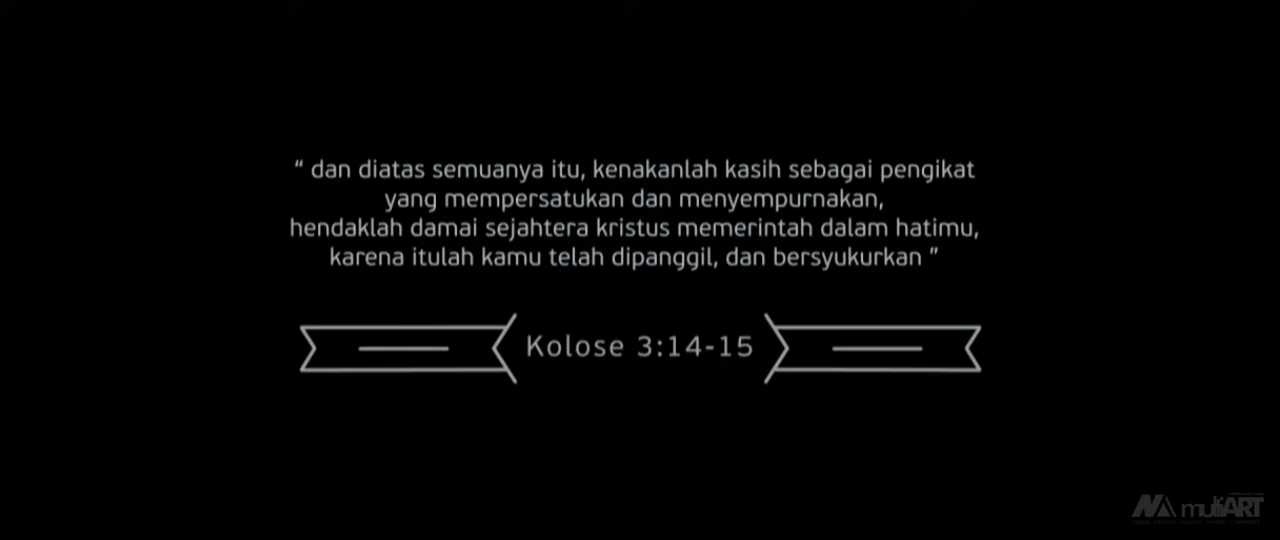 “ dan diatas semuanya itu, kenakanlah kasih sebagai pengikat
yang mempersatukan dan menyempurnakan,
hendaklah damai sejahtera kristus memerintah dalam hatimu,
karena itulah kamu telah dipanggil, dan bersyukurkan ”
Kolose 3:14-15
muliART